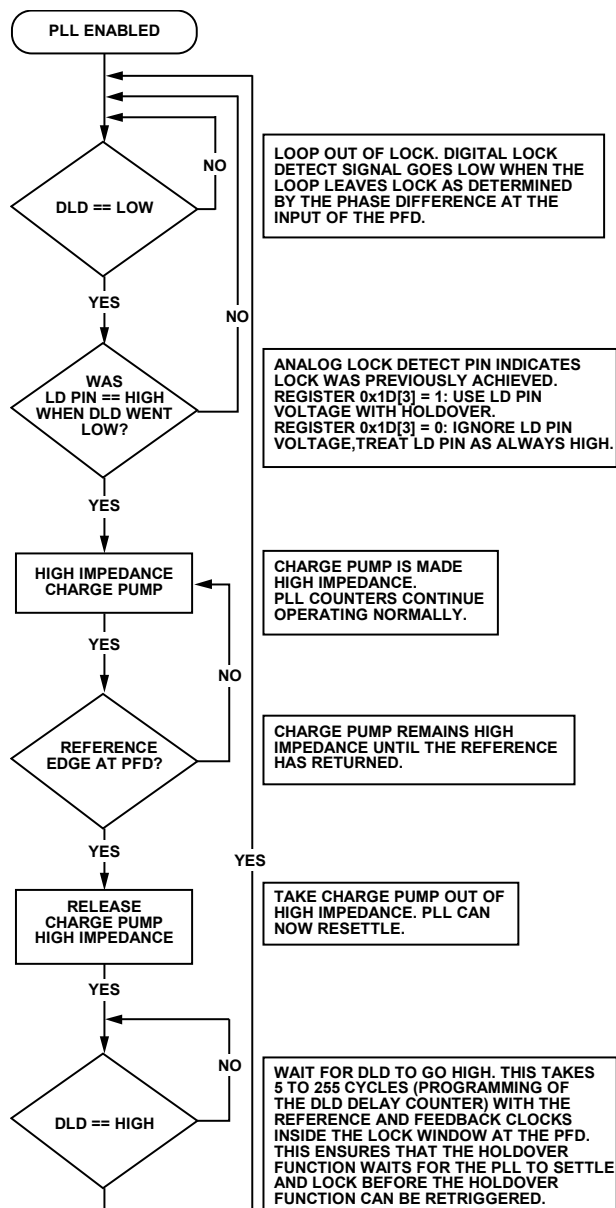 PLL ENABLED
NO
DLD == LOW
LOOP OUT OF LOCK. DIGITAL LOCK
DETECT SIGNAL GOES LOW WHEN THE
LOOP LEAVES LOCK AS DETERMINED
BY THE PHASE DIFFERENCE AT THE
INPUT OF THE PFD.
YES
NO
WAS
LD PIN == HIGH
WHEN DLD WENT
LOW?
ANALOG LOCK DETECT PIN INDICATES
LOCK WAS PREVIOUSLY ACHIEVED.
REGISTER 0x1D[3] = 1: USE LD PIN
VOLTAGE WITH HOLDOVER.
REGISTER 0x1D[3] = 0: IGNORE LD PIN
VOLTAGE,TREAT LD PIN AS ALWAYS HIGH.
YES
HIGH IMPEDANCE
CHARGE PUMP
CHARGE PUMP IS MADE
HIGH IMPEDANCE.
PLL COUNTERS CONTINUE
OPERATING NORMALLY.
YES
NO
REFERENCE
EDGE AT PFD?
CHARGE PUMP REMAINS HIGH
IMPEDANCE UNTIL THE REFERENCE
HAS RETURNED.
YES
YES
RELEASE
CHARGE PUMP
HIGH IMPEDANCE
TAKE CHARGE PUMP OUT OF
HIGH IMPEDANCE. PLL CAN
NOW RESETTLE.
YES
NO
DLD == HIGH
WAIT FOR DLD TO GO HIGH. THIS TAKES
5 TO 255 CYCLES (PROGRAMMING OF
THE DLD DELAY COUNTER) WITH THE
REFERENCE AND FEEDBACK CLOCKS
INSIDE THE LOCK WINDOW AT THE PFD.
THIS ENSURES THAT THE HOLDOVER
FUNCTION WAITS FOR THE PLL TO SETTLE
AND LOCK BEFORE THE HOLDOVER
FUNCTION CAN BE RETRIGGERED.